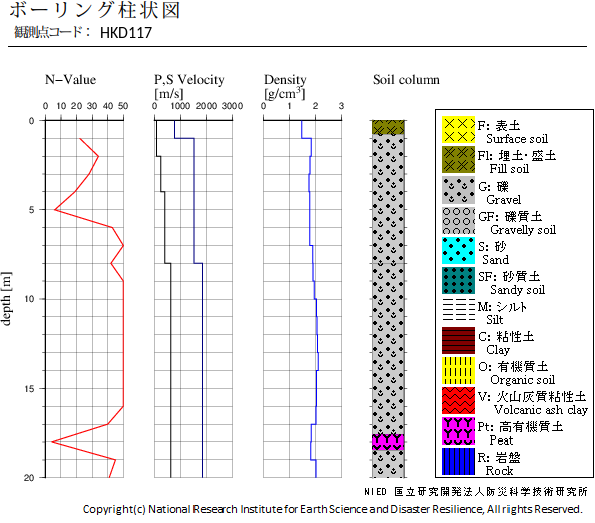 ボーリング柱状図
観測点コード： HKD117
N-Value
P,S Velocity
[m/s]
Density
[g/cm³]
Soil column
0 10 20 30 40 50
0 1000 2000 3000
0 1 2 3
0
5
10
15
20
depth [m]
F: 表土
Surface soil
Fl: 埋土・盛土
Fill soil
G: 礫
Gravel
GF: 礫質土
Gravelly soil
S: 砂
Sand
SF: 砂質土
Sandy soil
M: シルト
Silt
C: 粘性土
Clay
O: 有機質土
Organic soil
V: 火山灰質粘性土
Volcanic ash clay
Pt: 高有機質土
Peat
R: 岩盤
Rock
NIED 国立研究開発法人防災科学技術研究所
Copyright(c) National Research Institute for Earth Science and Disaster Resilience, All rights Reserved.